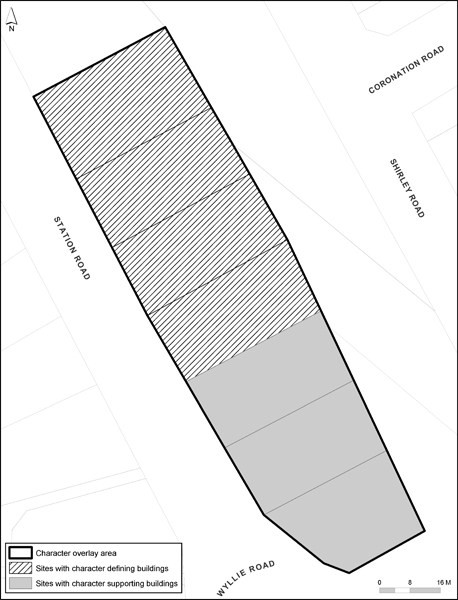 N
CORONATION ROAD
SHIRLEY ROAD
STATION ROAD
WYLLIE ROAD
Character overlay area
Sites with character defining buildings
Sites with character supporting buildings
0 8 16 M